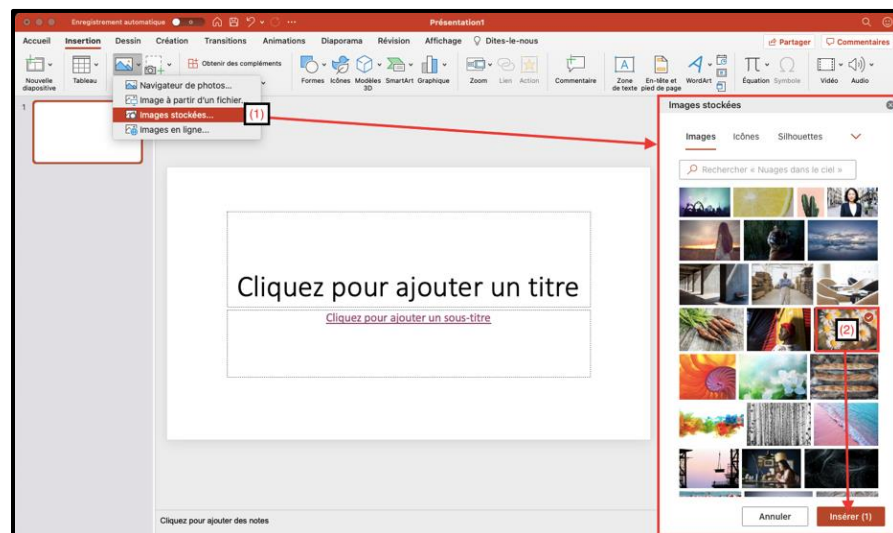 Enregistrement automatique
Présentation1
Accueil Insertion Dessin Création Transitions Animations Diaporama Révision Affichage Dites-le-nous
Partager Commentaires
Obtenir des compléments
Nouvelle diapositive
Tableau
Formes Icônes Modèles 3D SmartArt Graphique
Zoom Lien Action
Commentaire
Zone de texte
En-tête et pied de page
WordArt
Équation Symbole
Vidéo Audio
Navigateur de photos...
Image à partir d'un fichier...
Images stockées... (1)
Images en ligne...
1
Cliquez pour ajouter un titre
Cliquez pour ajouter un sous-titre
Cliquez pour ajouter des notes
Images stockées
Images Icônes Silhouettes
Rechercher « Nuages dans le ciel »
(2)
Annuler Insérer (1)